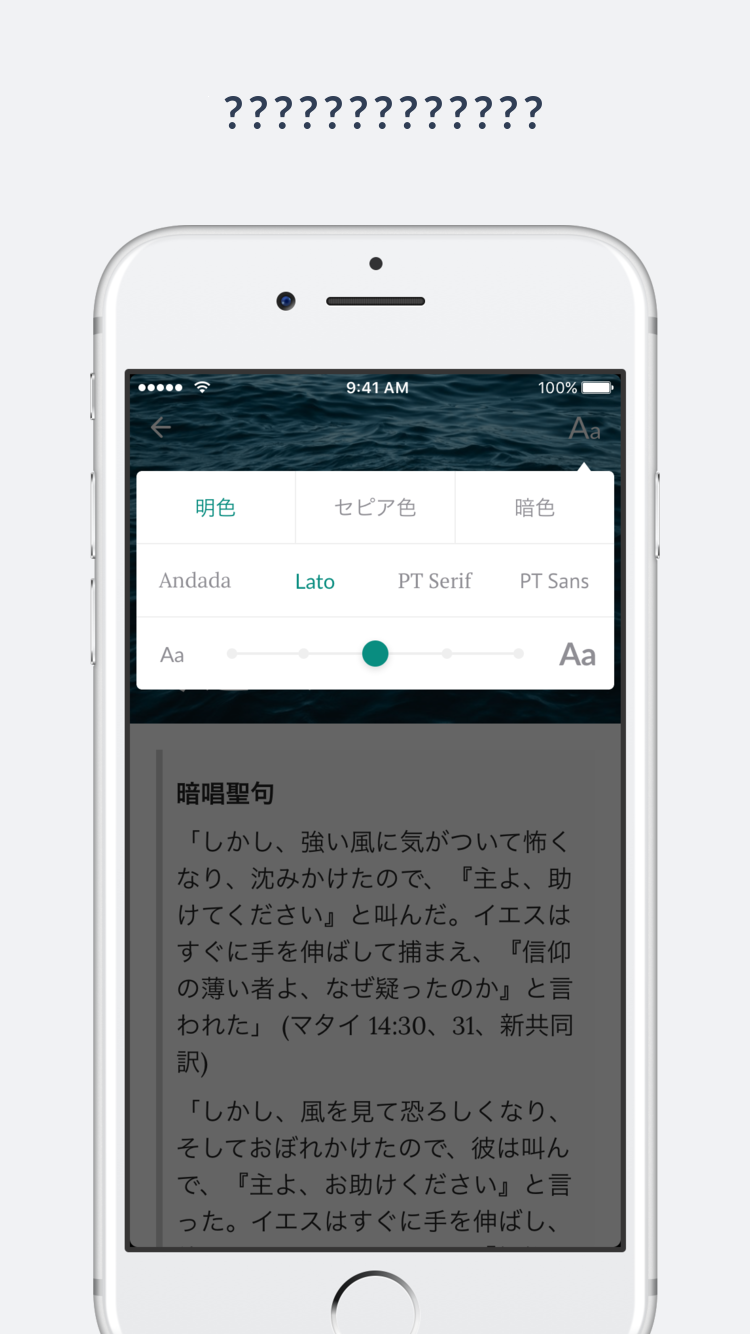 ?????????????
9:41 AM 100%
Aa
明色 セピア色 暗色
Andada Lato PT Serif PT Sans
Aa Aa
暗唱聖句
「しかし、強い風に気がついて怖く
なり、沈みかけたので、『主よ、助
けてください』と叫んだ。イエスは
すぐに手を伸ばして捕まえ、『信仰
の薄い者よ、なぜ疑ったのか』と言
われた」 (マタイ 14:30、31、新共同
訳)
「しかし、風を見て恐ろしくなり、
そしておぼれかけたので、彼は叫ん
で、『主よ、お助けください』と言
った。イエスはすぐに手を伸ばし、